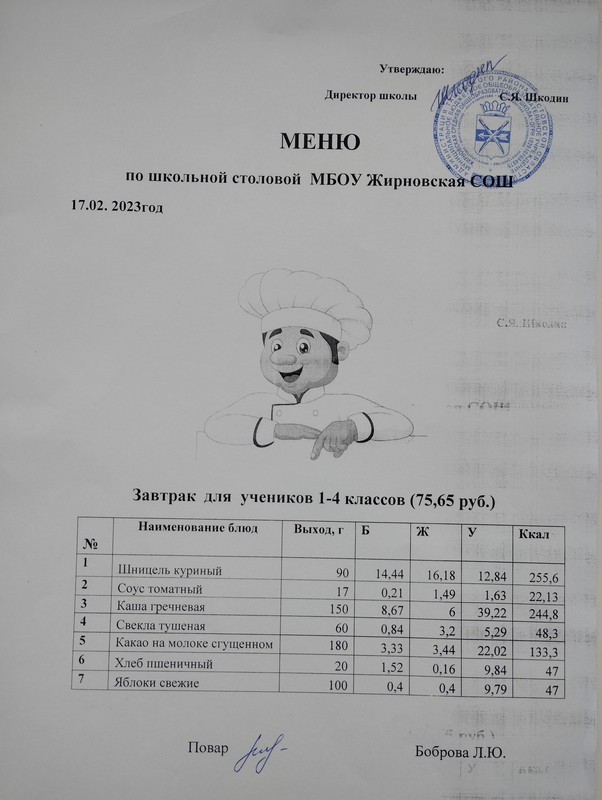 Утверждаю:
Директор школы С.Я. Шкодин
МЕНЮ
по школьной столовой МБОУ Жирновская СОШ
17.02. 2023год
С.Я. Шкодин
Завтрак для учеников 1-4 классов (75,65 руб.)
№ Наименование блюд Выход, г Б Ж У Ккал
1 Шницель куриный 90 14,44 16,18 12,84 255,6
2 Соус томатный 17 0,21 1,49 1,63 22,13
3 Каша гречневая 150 8,67 6 39,22 244,8
4 Свекла тушеная 60 0,84 3,2 5,29 48,3
5 Какао на молоке сгущенном 180 3,33 3,44 22,02 133,3
6 Хлеб пшеничный 20 1,52 0,16 9,84 47
7 Яблоки свежие 100 0,4 0,4 9,79 47
Повар Боброва Л.Ю.